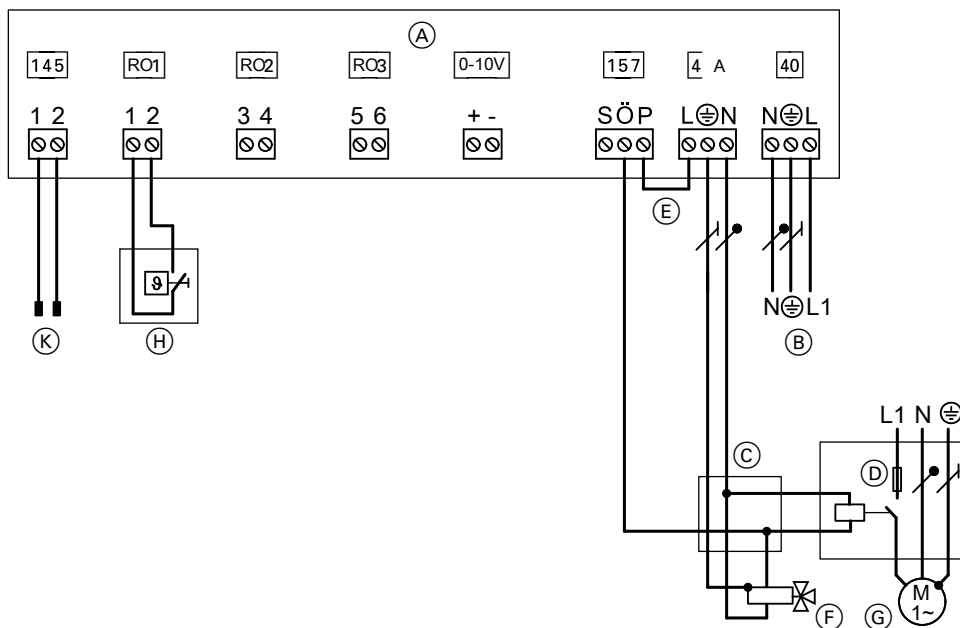 A
145 RO1 RO2 RO3 0-10V 157 4 A 40
1 2 1 2 3 4 5 6 + - S Ö P L N N L
E
N L1
K H B
ϑ
L1 N
C
D
M
1~
F G